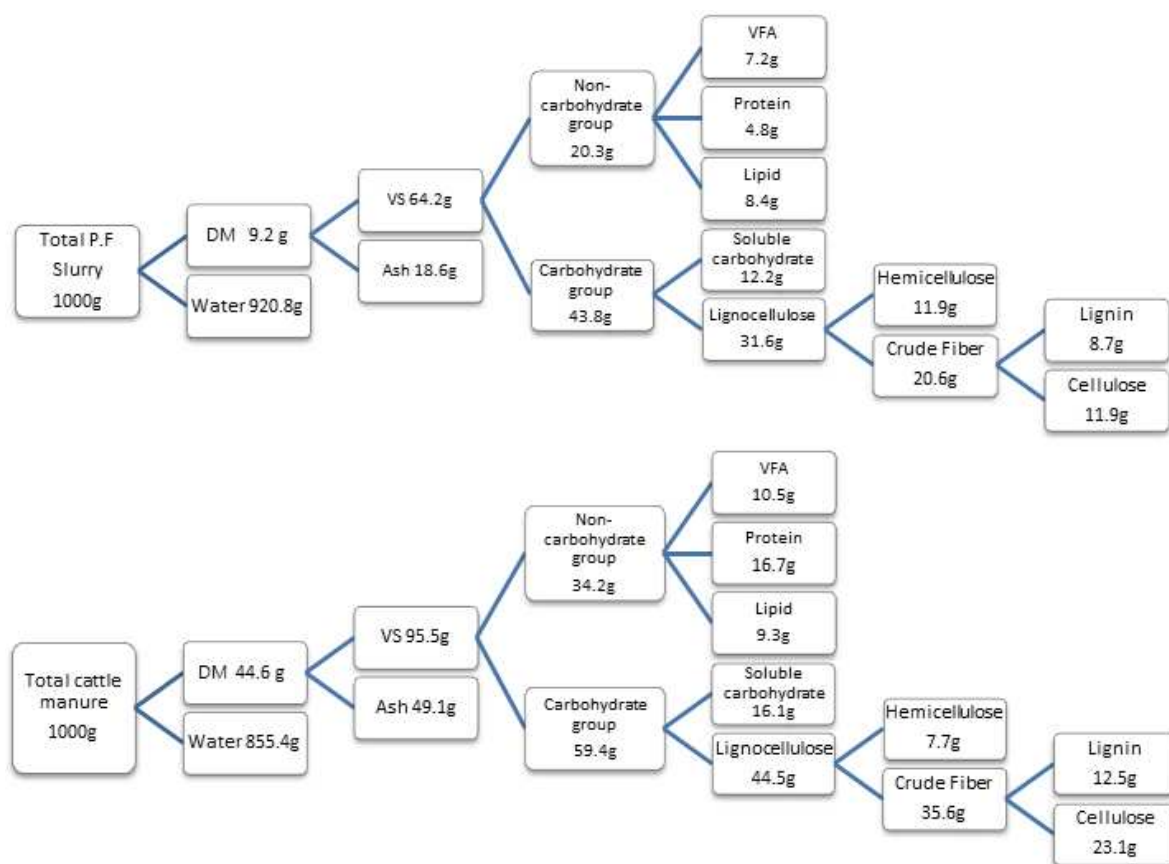 Total P.F
Slurry
1000g
DM 9.2 g
Water 920.8g
VS 64.2g
Ash 18.6g
Non-
carbohydrate
group
20.3g
Carbohydrate
group
43.8g
VFA
7.2g
Protein
4.8g
Lipid
8.4g
Soluble
carbohydrate
12.2g
Lignocellulose
31.6g
Hemicellulose
11.9g
Crude Fiber
20.6g
Lignin
8.7g
Cellulose
11.9g
Total cattle
manure
1000g
DM 44.6 g
Water 855.4g
VS 95.5g
Ash 49.1g
Non-
carbohydrate
group
34.2g
Carbohydrate
group
59.4g
VFA
10.5g
Protein
16.7g
Lipid
9.3g
Soluble
carbohydrate
16.1g
Lignocellulose
44.5g
Hemicellulose
7.7g
Crude Fiber
35.6g
Lignin
12.5g
Cellulose
23.1g